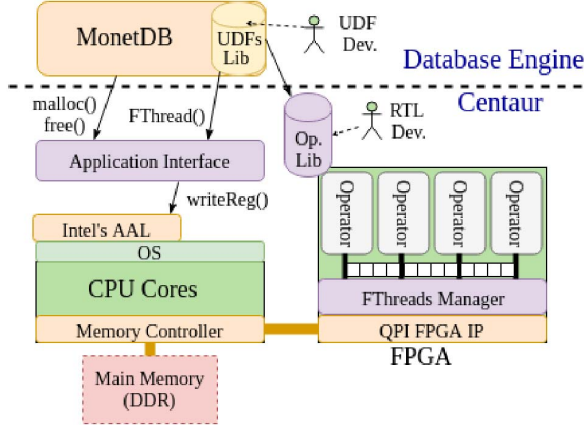 MonetDB
UDFs
Lib
UDF
Dev.
Database Engine
Centaur
malloc()
free()
FThread()
Op.
Lib
RTL
Dev.
Application Interface
writeReg()
Operator
Operator
Operator
Operator
Intel's AAL
OS
CPU Cores
FThreads Manager
Memory Controller
QPI FPGA IP
FPGA
Main Memory
(DDR)